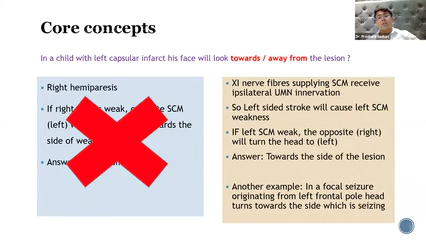 Core concepts
In a child with left capsular infarct his face will look towards / away from the lesion ?
Right hemiparesis
If right weak, opposite SCM
(left) wards the
side of wea
Answ
XI nerve fibres supplying SCM receive
ipsilateral UMN innervation
So Left sided stroke will cause left SCM
weakness
IF left SCM weak, the opposite (right)
will turn the head to (left)
Answer: Towards the side of the lesion
Another example: In a focal seizure
originating from left frontal pole head
turns towards the side which is seizing